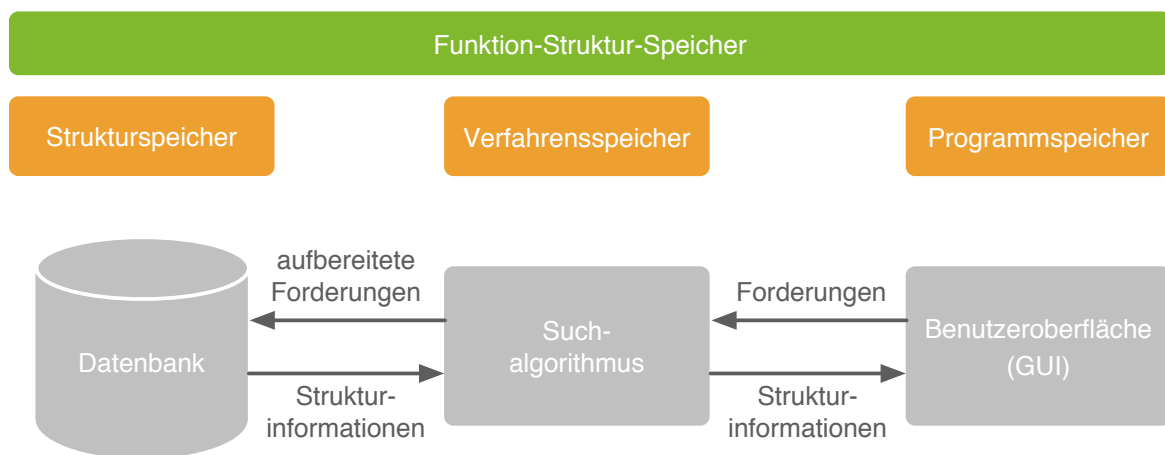 Funktion-Struktur-Speicher
Strukturspeicher
Verfahrensspeicher
Programmspeicher
aufbereitete
Forderungen
Forderungen
Datenbank
Such-
algorithmus
Benutzeroberfläche
(GUI)
Struktur-
informationen
Struktur-
informationen